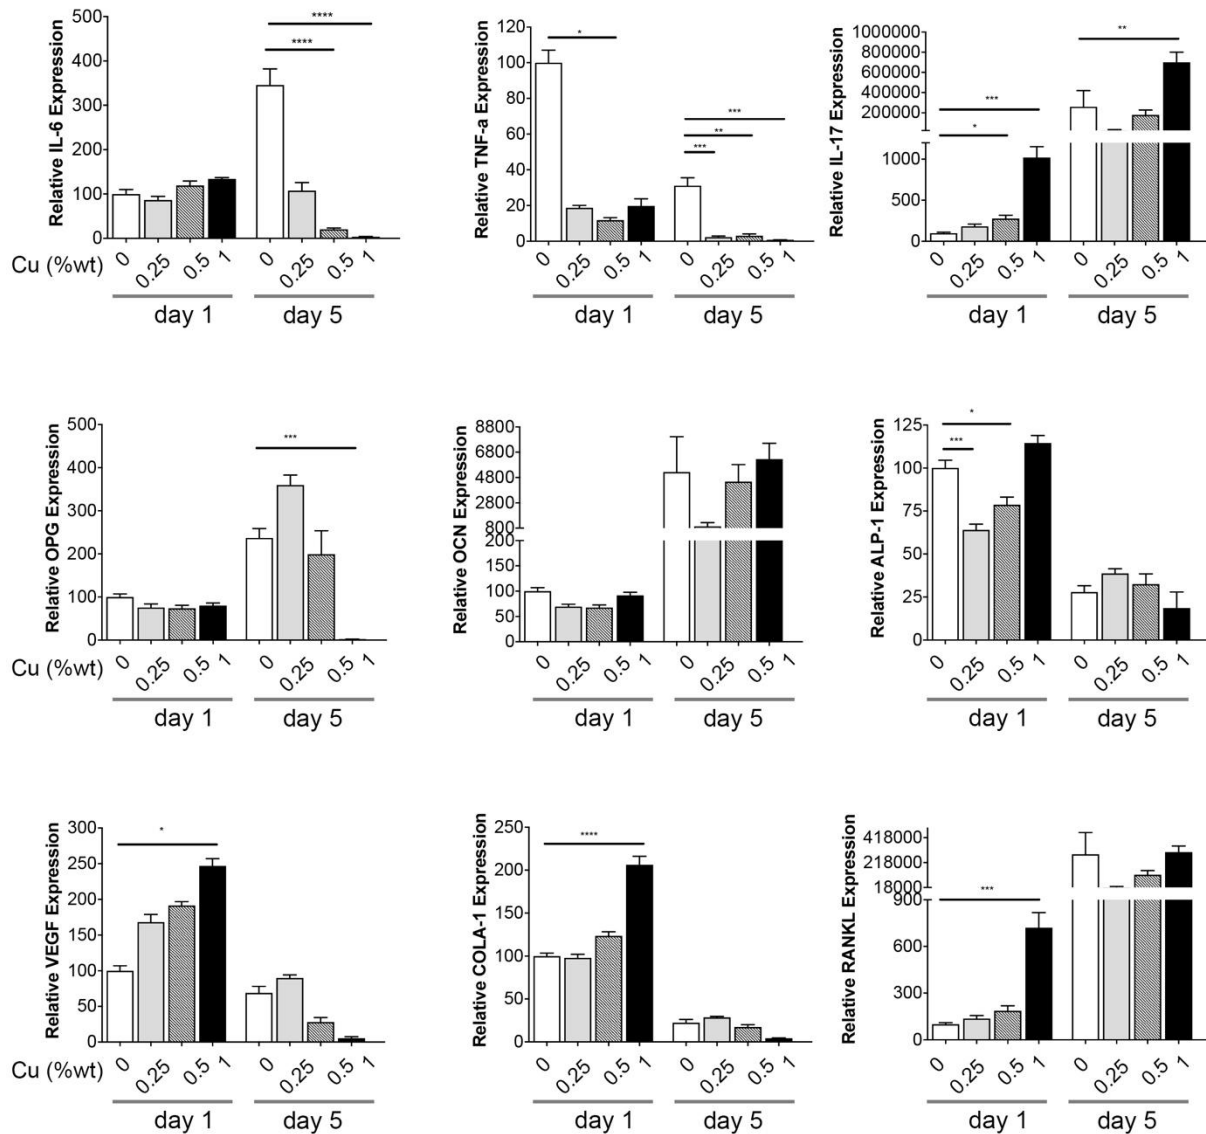 Relative IL-6 Expression
500
400
300
200
100
0
****
****
Cu (%wt)
0 0.25 0.5 1
0 0.25 0.5 1
day 1
day 5
Relative TNF-a Expression
120
100
80
60
40
20
0
*
***
**
***
0 0.25 0.5 1
0 0.25 0.5 1
day 1
day 5
Relative IL-17 Expression
1000000
800000
600000
400000
200000
1000
500
0
**
***
*
0 0.25 0.5 1
0 0.25 0.5 1
day 1
day 5
Relative OPG Expression
500
400
300
200
100
0
***
Cu (%wt)
0 0.25 0.5 1
0 0.25 0.5 1
day 1
day 5
Relative OCN Expression
8800
6800
4800
2800
800
200
150
100
50
0
0 0.25 0.5 1
0 0.25 0.5 1
day 1
day 5
Relative ALP-1 Expression
125
100
75
50
25
0
*
***
0 0.25 0.5 1
0 0.25 0.5 1
day 1
day 5
Relative VEGF Expression
300
250
200
150
100
50
0
*
Cu (%wt)
0 0.25 0.5 1
0 0.25 0.5 1
day 1
day 5
Relative COLA-1 Expression
250
200
150
100
50
0
****
0 0.25 0.5 1
0 0.25 0.5 1
day 1
day 5
Relative RANKL Expression
418000
218000
18000
900
600
300
0
***
0 0.25 0.5 1
0 0.25 0.5 1
day 1
day 5